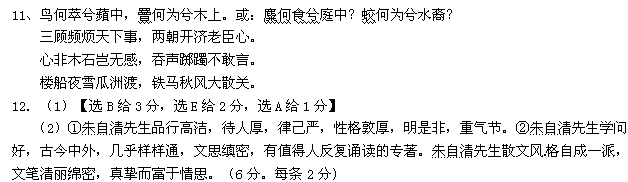 11、鸟何萃兮蘋中，罾何为兮木上。或：麋何食兮庭中？蛟何为兮水裔？
三顾频烦天下事，两朝开济老臣心。
心非木石岂无感，吞声踯躅不敢言。
楼船夜雪瓜洲渡，铁马秋风大散关。
12. （1）【选B给3分，选E给2分，选A给1分】
（2）①朱自清先生品行高洁，待人厚，律己严，性格敦厚，明是非，重气节。②朱自清先生学问
好，古今中外，几乎样样通，文思缜密，有值得人反复诵读的专著。朱自清先生散文风格自成一派，
文笔清丽绵密，真挚而富于情思。（6分。每条2分）